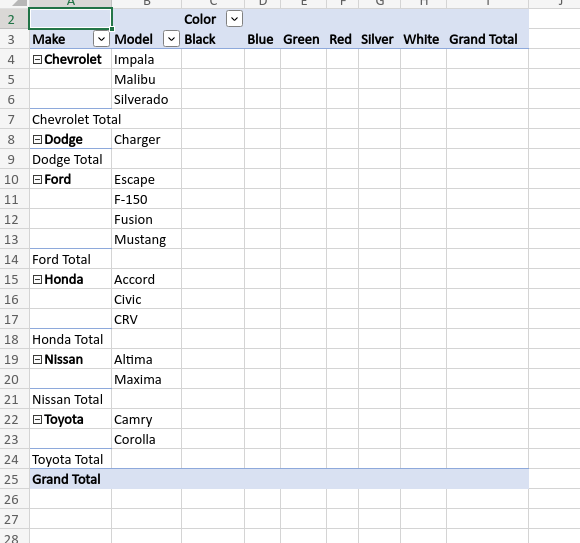 A B C D E F G H I J
2 Color
3 Make Model Black Blue Green Red Silver White Grand Total
4 Chevrolet Impala
5 Malibu
6 Silverado
7 Chevrolet Total
8 Dodge Charger
9 Dodge Total
10 Ford Escape
11 F-150
12 Fusion
13 Mustang
14 Ford Total
15 Honda Accord
16 Civic
17 CRV
18 Honda Total
19 Nissan Altima
20 Maxima
21 Nissan Total
22 Toyota Camry
23 Corolla
24 Toyota Total
25 Grand Total
26
27
28